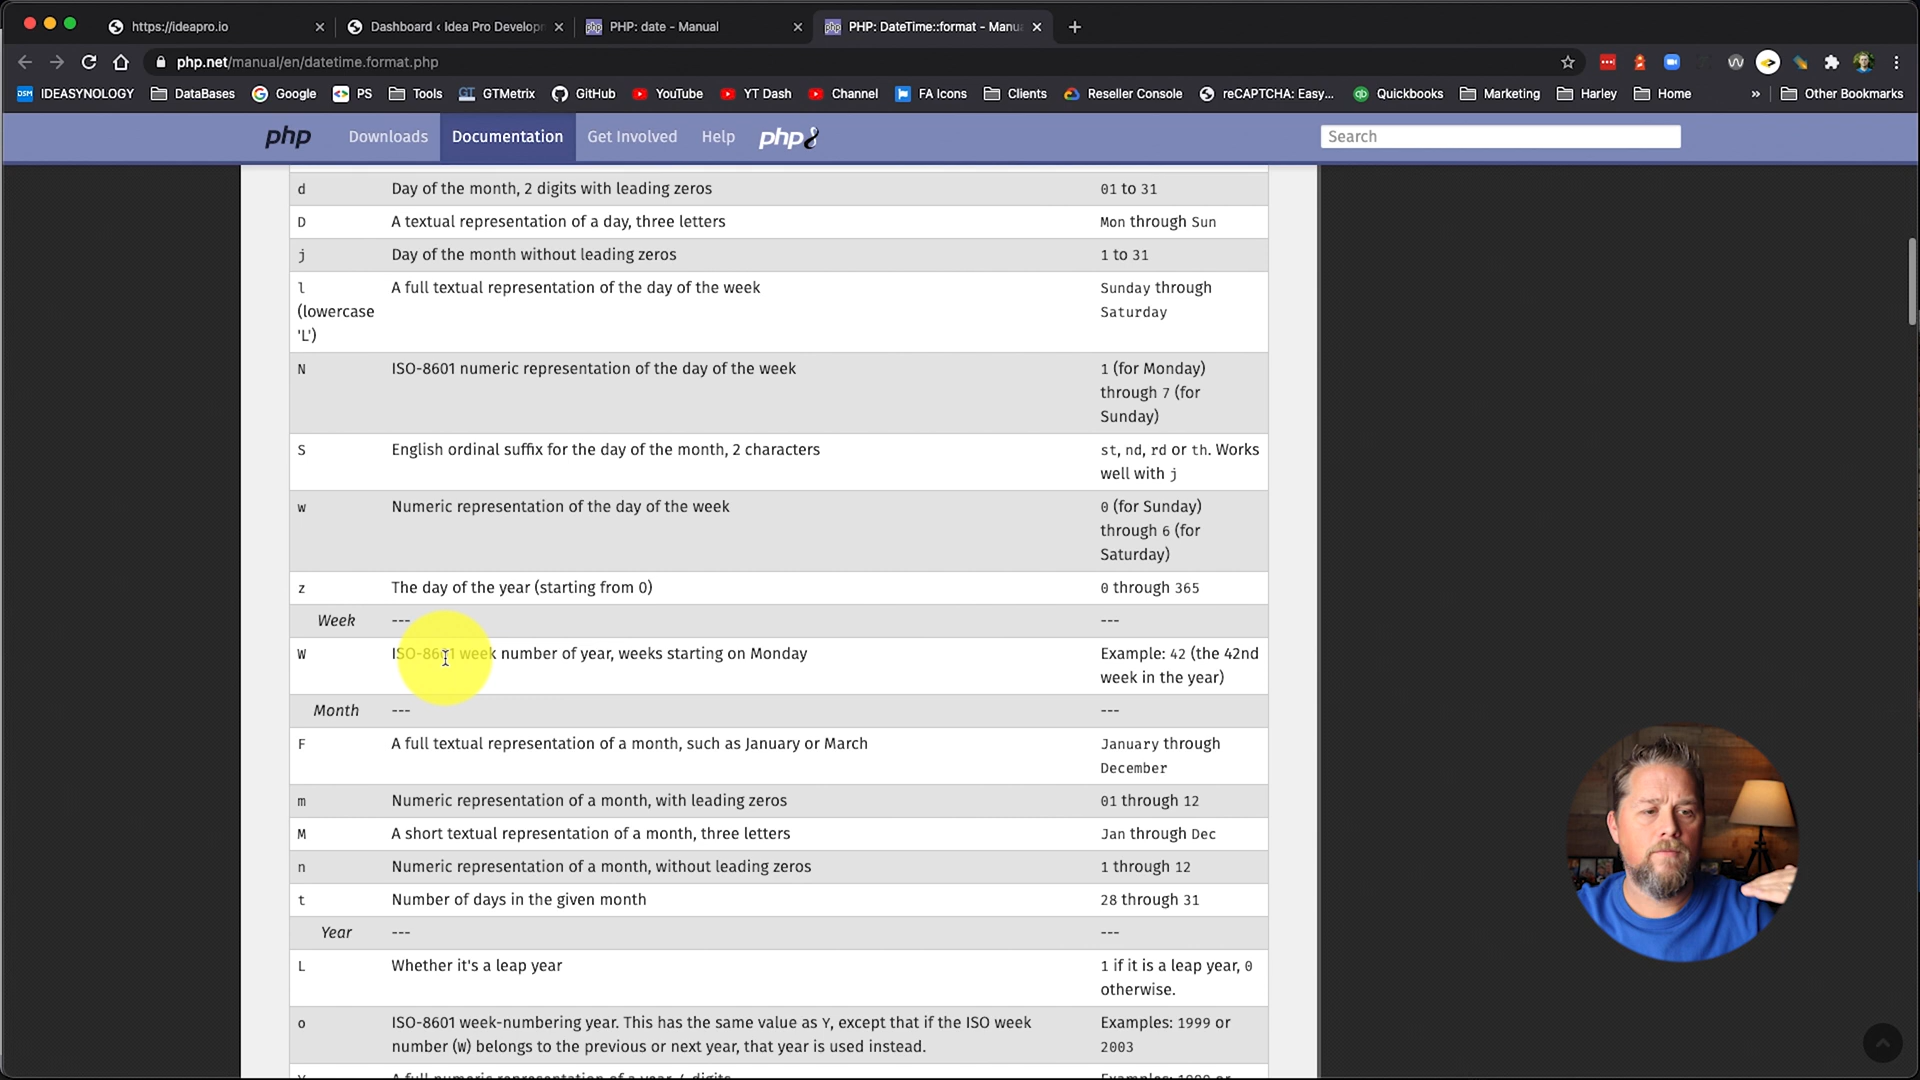 https://ideapro.io
Dashboard ‹ Idea Pro Develop
PHP: date - Manual
PHP: DateTime::format - Manu
php.net/manual/en/datetime.format.php
IDEASYNOLOGY
DataBases
Google
PS
Tools
GTMetrix
GitHub
YouTube
YT Dash
Channel
FA Icons
Clients
Reseller Console
reCAPTCHA: Easy...
Quickbooks
Marketing
Harley
Home
»
Other Bookmarks
php
Downloads
Documentation
Get Involved
Help
php8
Search
d Day of the month, 2 digits with leading zeros 01 to 31
D A textual representation of a day, three letters Mon through Sun
j Day of the month without leading zeros 1 to 31
l A full textual representation of the day of the week Sunday through
(lowercase Saturday
'L')
N ISO-8601 numeric representation of the day of the week 1 (for Monday)
through 7 (for
Sunday)
S English ordinal suffix for the day of the month, 2 characters st, nd, rd or th. Works
well with j
w Numeric representation of the day of the week 0 (for Sunday)
through 6 (for
Saturday)
z The day of the year (starting from 0) 0 through 365
Week --- ---
W ISO-8601 week number of year, weeks starting on Monday Example: 42 (the 42nd
week in the year)
Month --- ---
F A full textual representation of a month, such as January or March January through
December
m Numeric representation of a month, with leading zeros 01 through 12
M A short textual representation of a month, three letters Jan through Dec
n Numeric representation of a month, without leading zeros 1 through 12
t Number of days in the given month 28 through 31
Year --- ---
L Whether it's a leap year 1 if it is a leap year, 0
otherwise.
o ISO-8601 week-numbering year. This has the same value as Y, except that if the ISO week Examples: 1999 or
number (W) belongs to the previous or next year, that year is used instead. 2003